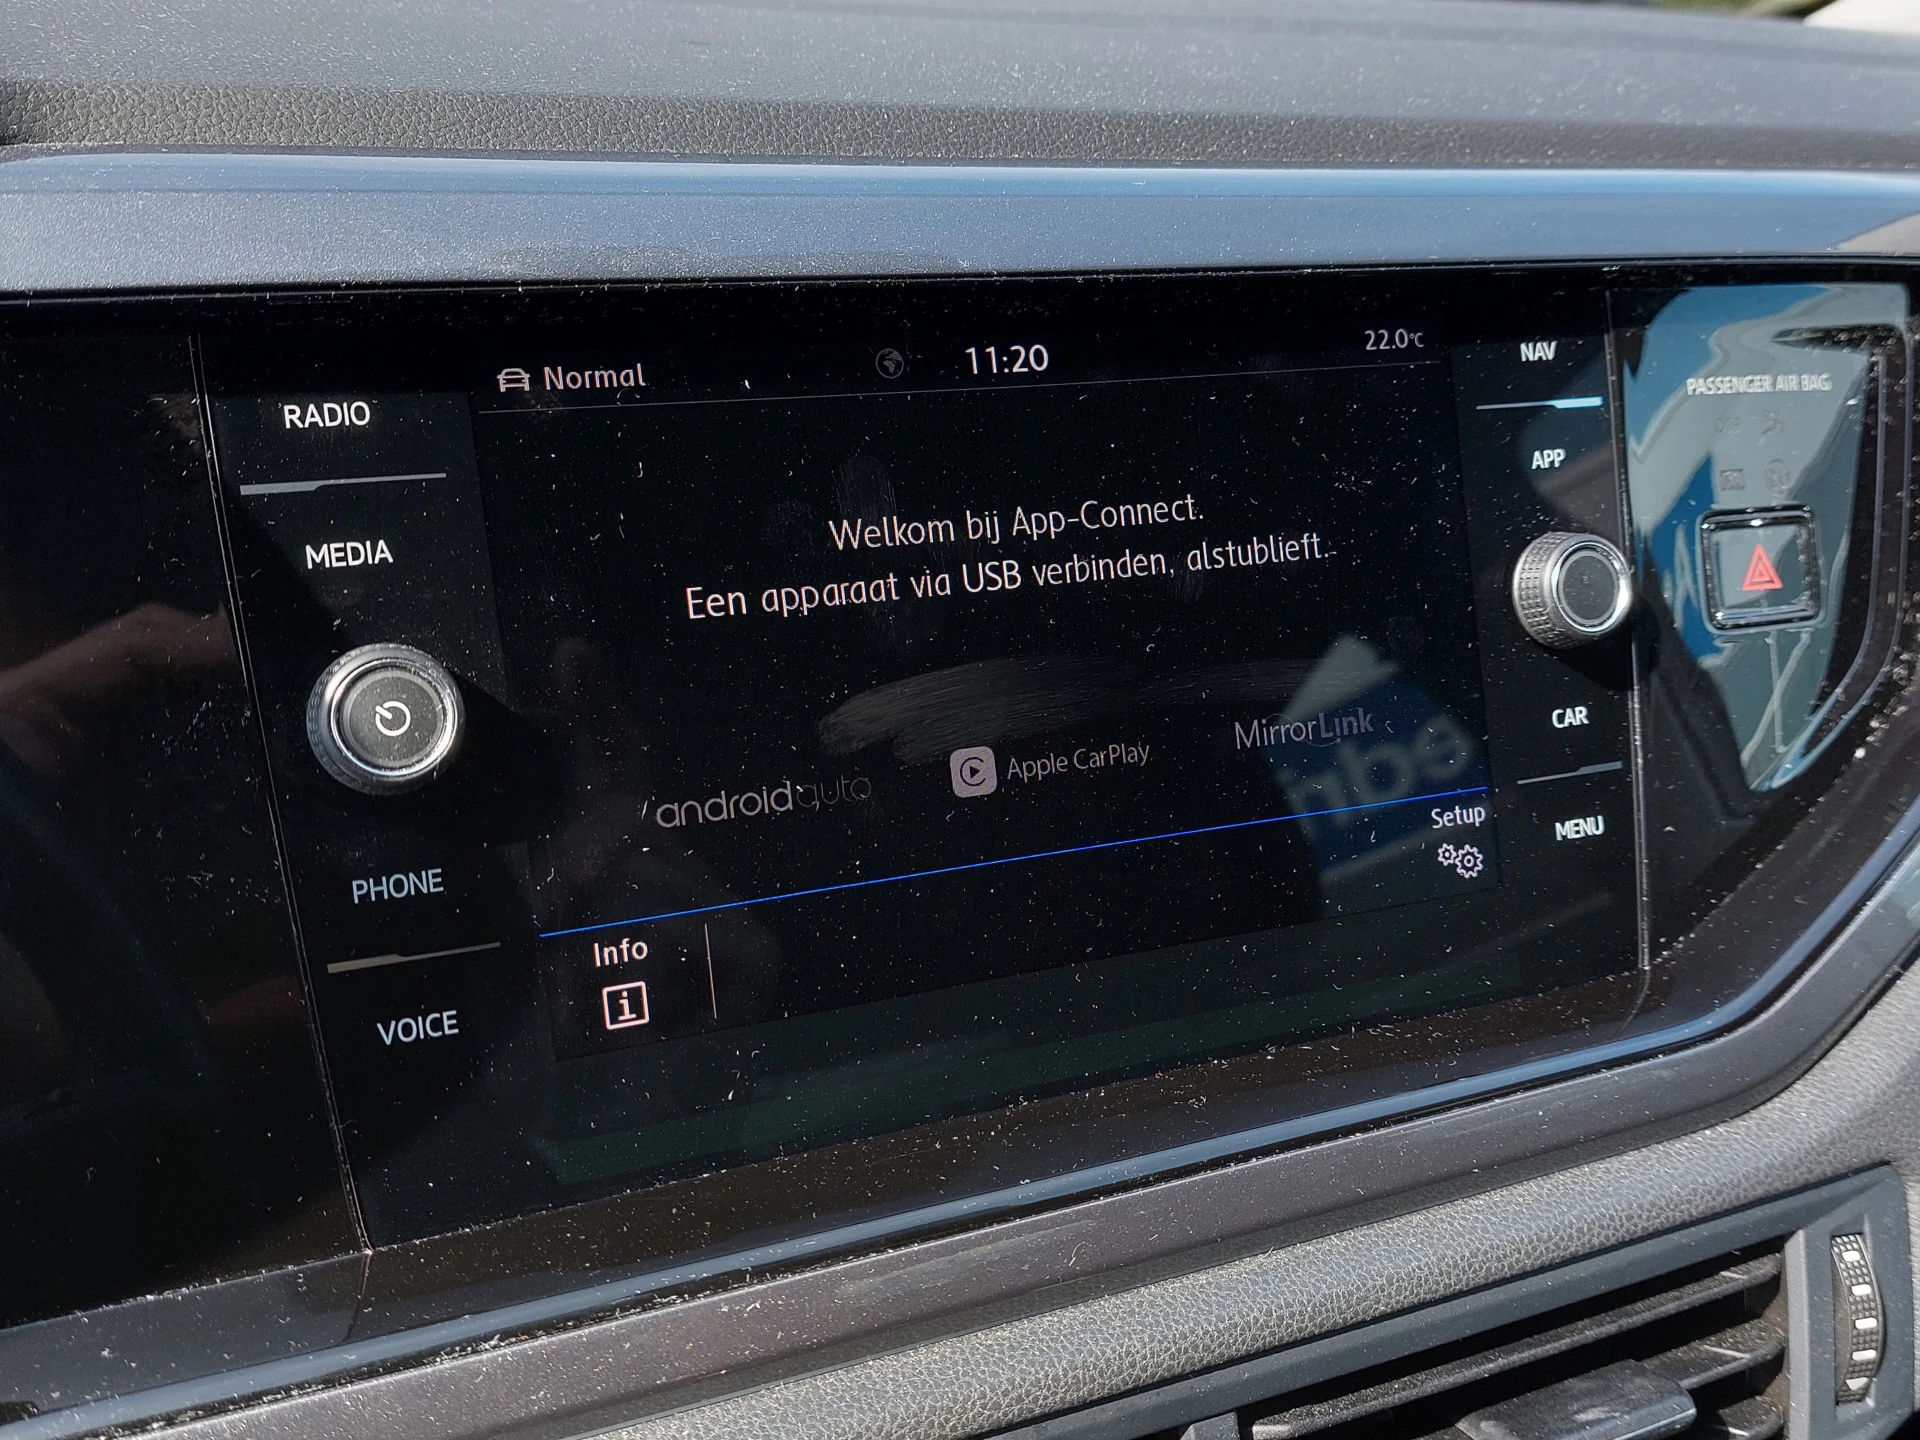 Normal 11:20 22.0°C
RADIO
MEDIA
PHONE
VOICE
Welkom bij App-Connect.
Een apparaat via USB verbinden, alstublieft.
androidauto
Apple CarPlay
MirrorLink
Info
Setup
NAV
APP
CAR
MENU
PASSENGER AIR BAG